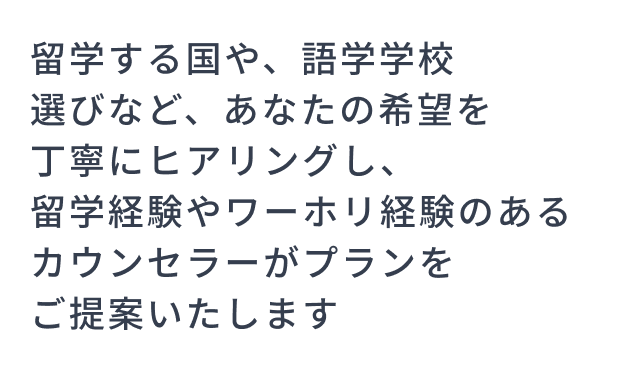 留学する国や、語学学校
選びなど、あなたの希望を
丁寧にヒアリングし、
留学経験やワーホリ経験のある
カウンセラーがプランを
ご提案いたします